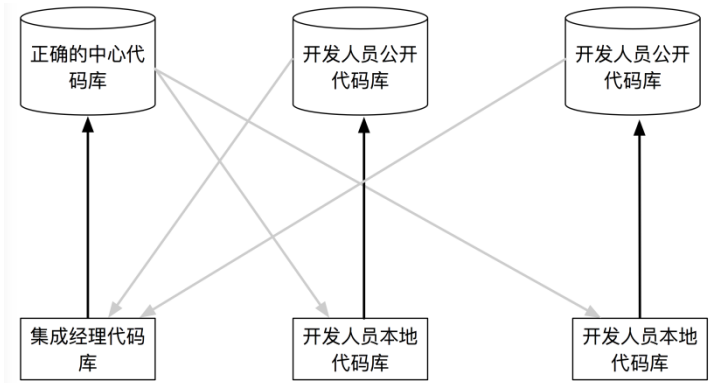 正确的中心代
码库
开发人员公开
代码库
开发人员公开
代码库
集成经理代码
库
开发人员本地
代码库
开发人员本地
代码库